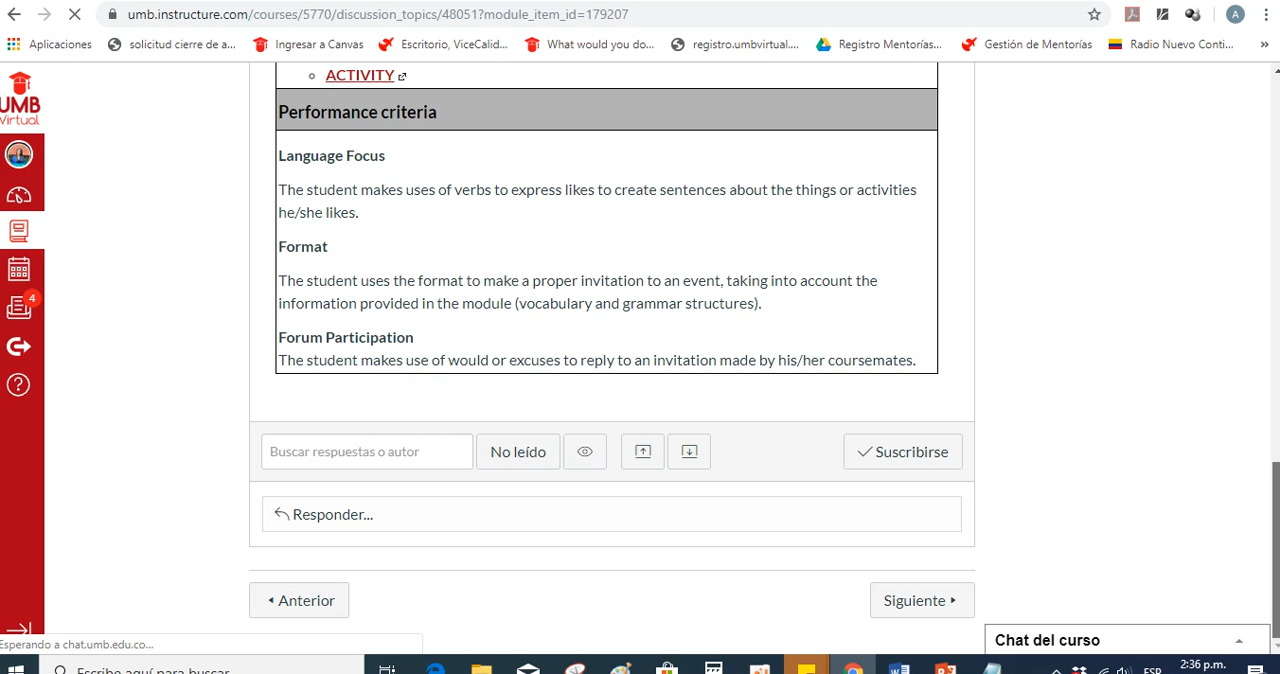 umb.instructure.com/courses/5770/discussion_topics/48051?module_item_id=179207
A
Aplicaciones
solicitud cierre de a...
Ingresar a Canvas
Escritorio, ViceCalid...
What would you do...
registro.umbvirtual....
Registro Mentorías...
Gestión de Mentorías
Radio Nuevo Conti...
»
UMB
Virtual
4
ACTIVITY
Performance criteria
Language Focus
The student makes uses of verbs to express likes to create sentences about the things or activities
he/she likes.
Format
The student uses the format to make a proper invitation to an event, taking into account the
information provided in the module (vocabulary and grammar structures).
Forum Participation
The student makes use of would or excuses to reply to an invitation made by his/her coursemates.
Buscar respuestas o autor
No leído
Suscribirse
Responder...
Anterior
Siguiente
Esperando a chat.umb.edu.co...
Chat del curso
Escribe aquí para buscar
ESP
2:36 p.m.